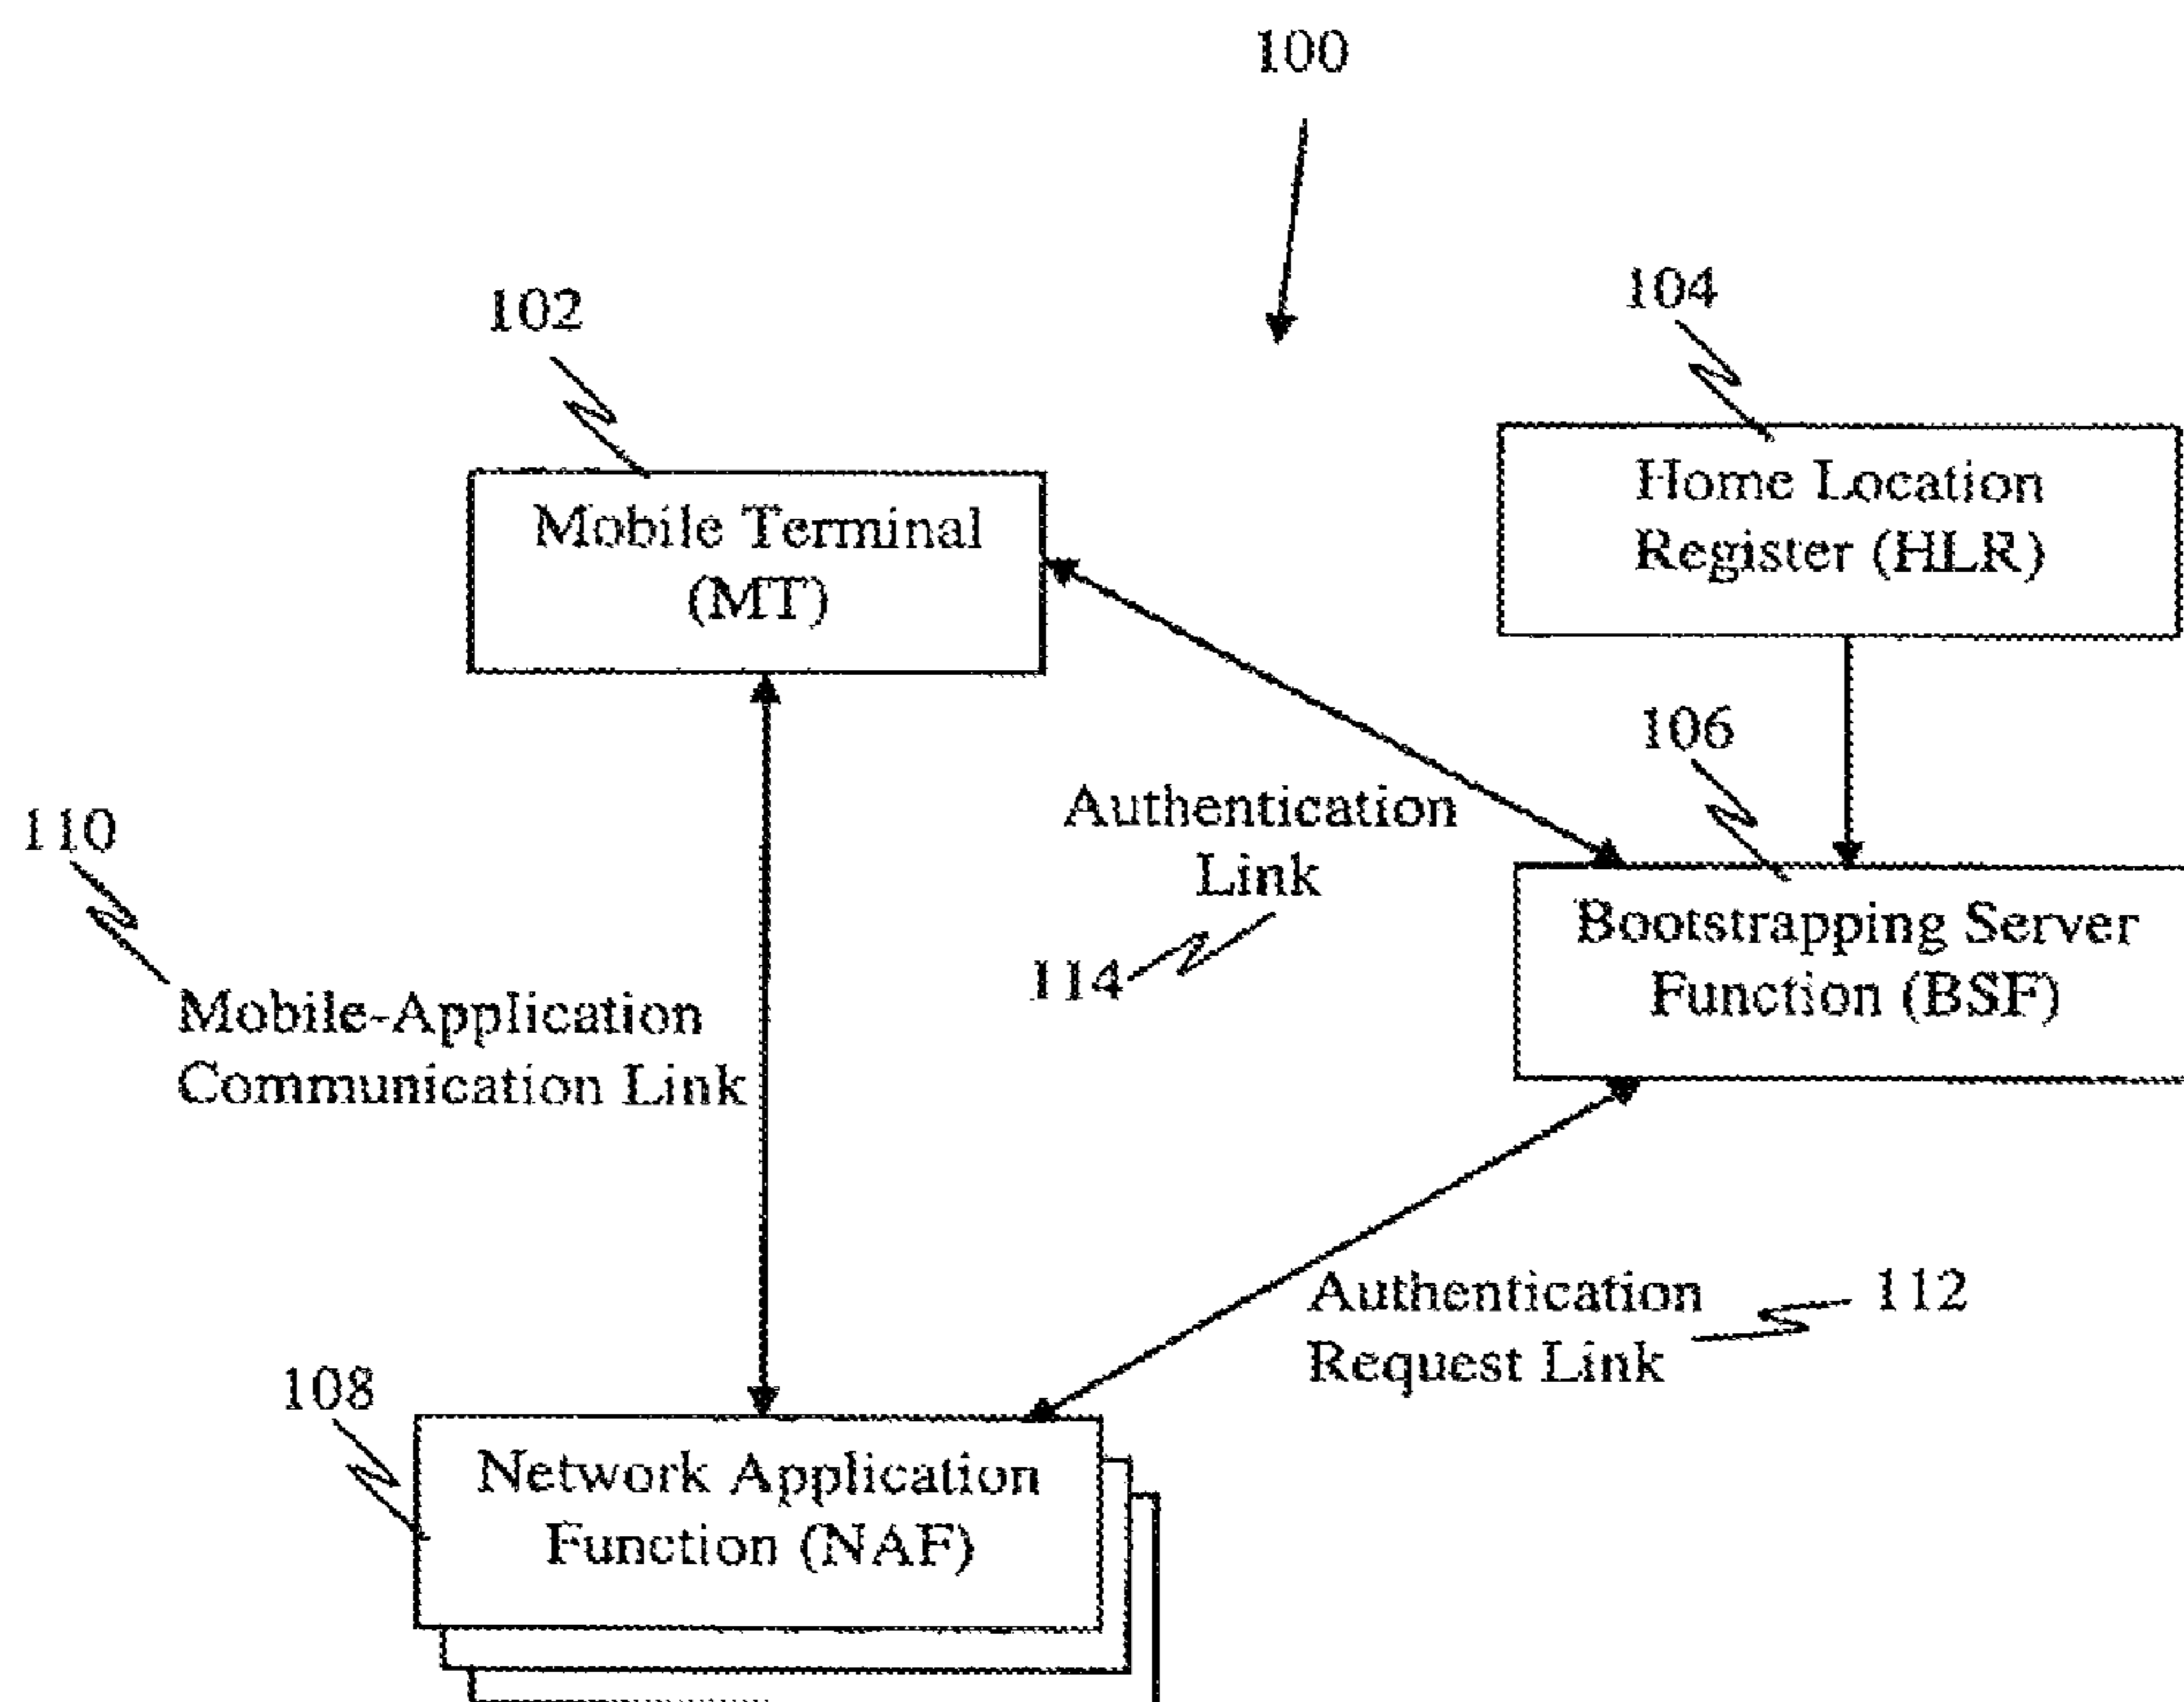 100
102
104
Mobile Terminal
(MT)
Home Location
Register (HLR)
106
110
Authentication
Link
114
Bootstrapping Server
Function (BSF)
Mobile-Application
Communication Link
112
Authentication
Request Link
108
Network Application
Function (NAF)